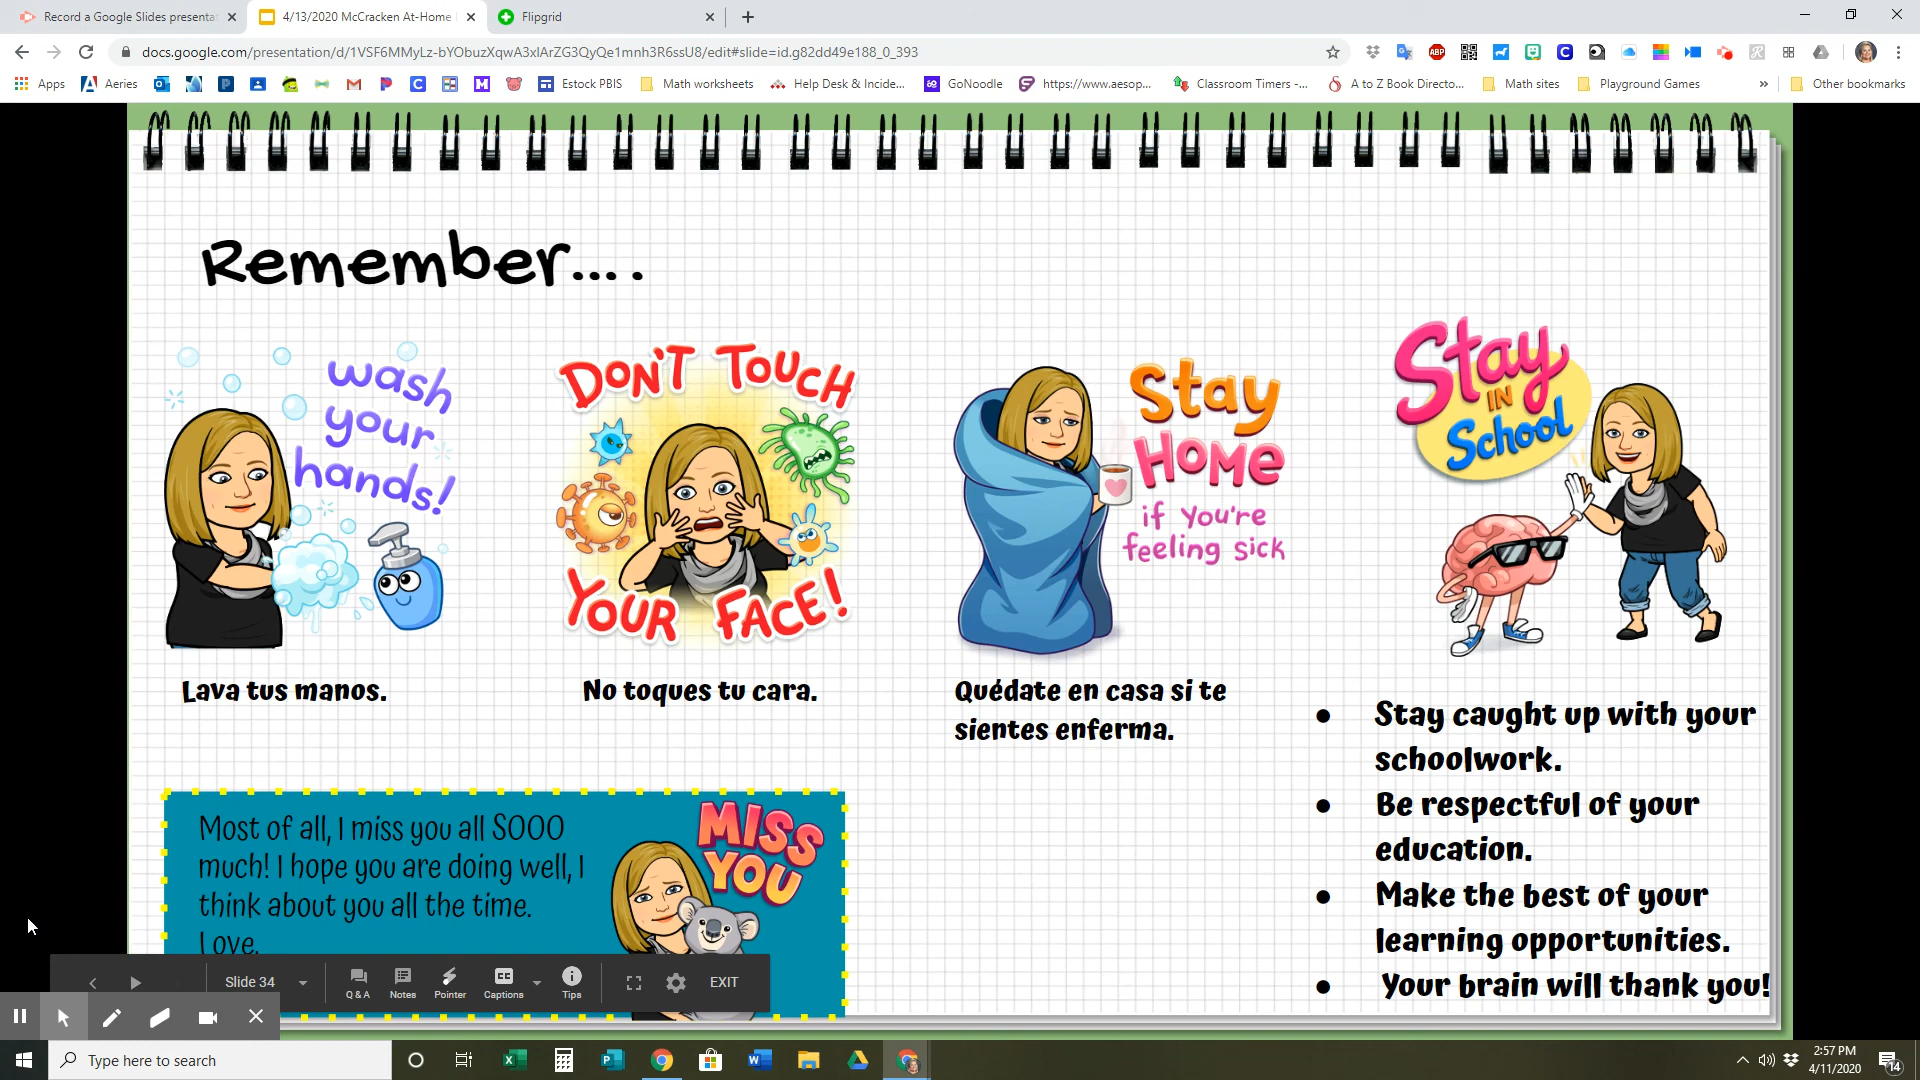 Record a Google Slides presentat
4/13/2020 McCracken At-Home
Flipgrid
docs.google.com/presentation/d/1VSF6MMyLz-bYObuzXqwA3xlArZG3QyQe1mnh3R6ssU8/edit#slide=id.g82dd49e188_0_393
Apps
Aeries
Estock PBIS
Math worksheets
Help Desk & Incide...
GoNoodle
https://www.aesop...
Classroom Timers -...
A to Z Book Directo...
Math sites
Playground Games
»
Other bookmarks
Remember....
wash
your
hands!
DON'T TOUCH
YOUR FACE!
Stay
HOME
if you're
feeling sick
Stay
IN
School
Lava tus manos.
No toques tu cara.
Quédate en casa si te
sientes enferma.
● Stay caught up with your
schoolwork.
● Be respectful of your
education.
● Make the best of your
learning opportunities.
● Your brain will thank you!
Most of all, I miss you all SOOO
much! I hope you are doing well, I
think about you all the time.
Love,
MISS
YOU
Slide 34
Q & A
Notes
Pointer
CC
Captions
Tips
EXIT
Type here to search
2:57 PM
4/11/2020
14